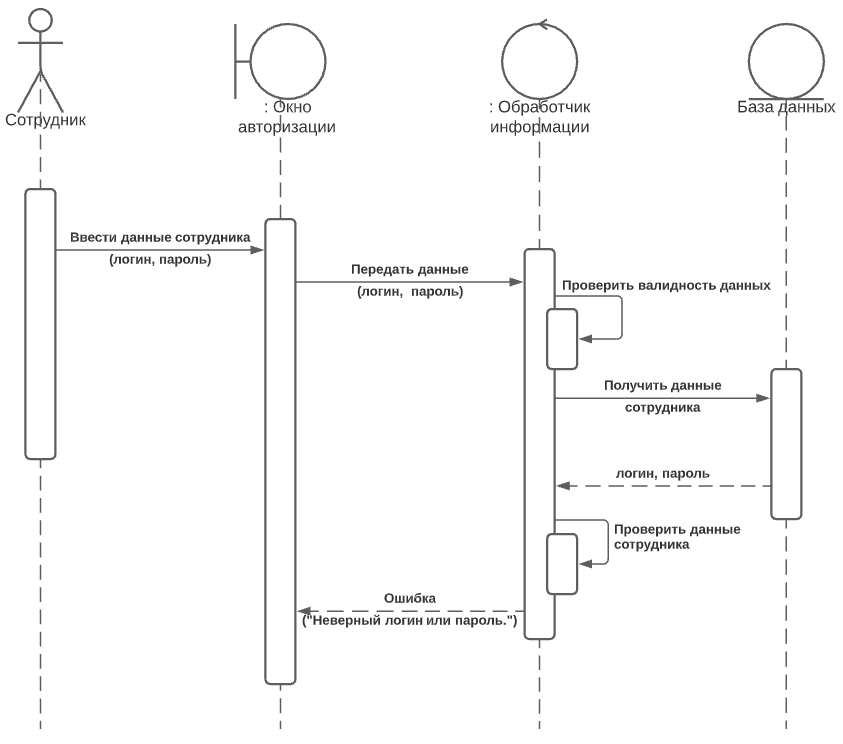 Сотрудник
: Окно
авторизации
: Обработчик
информации
База данных
Ввести данные сотрудника
(логин, пароль)
Передать данные
(логин, пароль)
Проверить валидность данных
Получить данные
сотрудника
логин, пароль
Проверить данные
сотрудника
Ошибка
("Неверный логин или пароль.")